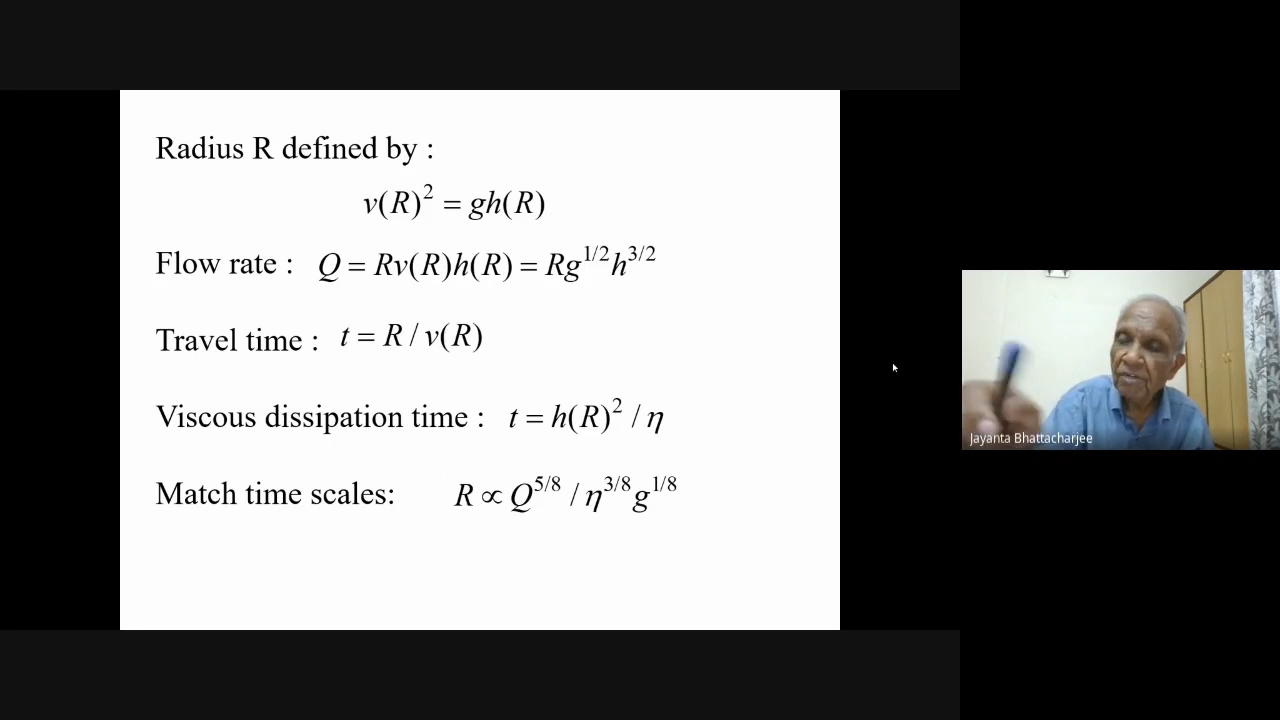 Radius R defined by :
v(R)² = gh(R)
Flow rate : Q = Rv(R)h(R) = Rg^{1/2}h^{3/2}
Travel time : t = R / v(R)
Viscous dissipation time : t = h(R)² / η
Match time scales: R ∝ Q^{5/8} / η^{3/8}g^{1/8}
Jayanta Bhattacharjee